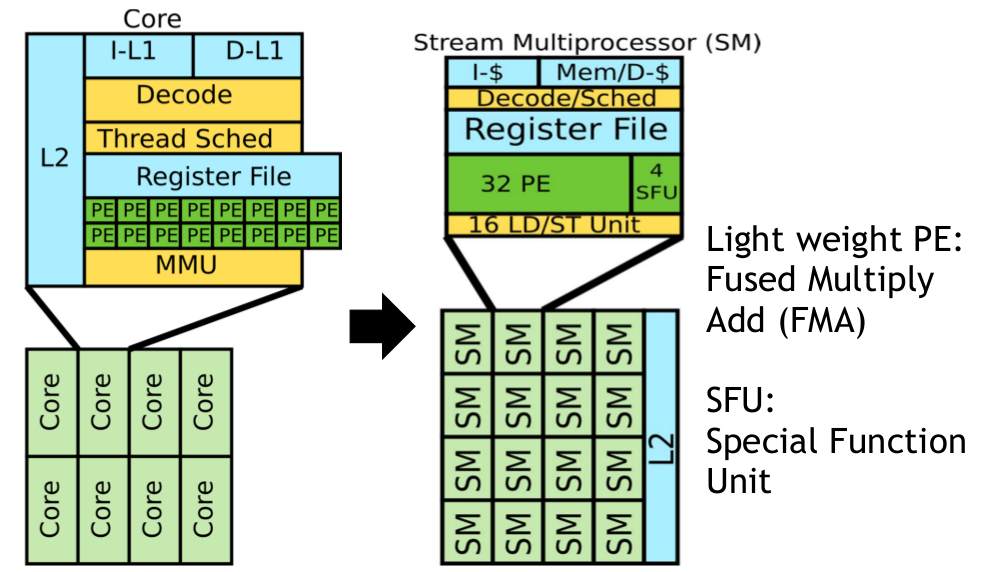 Core
I-L1
D-L1
Decode
Thread Sched
L2
Register File
PE PE PE PE PE PE PE PE
PE PE PE PE PE PE PE PE
MMU
Core Core Core Core
Core Core Core Core
Stream Multiprocessor (SM)
I-$
Mem/D-$
Decode/Sched
Register File
32 PE
4
SFU
16 LD/ST Unit
SM SM SM SM
SM SM SM SM
SM SM SM SM
SM SM SM SM
L2
Light weight PE:
Fused Multiply
Add (FMA)
SFU:
Special Function
Unit